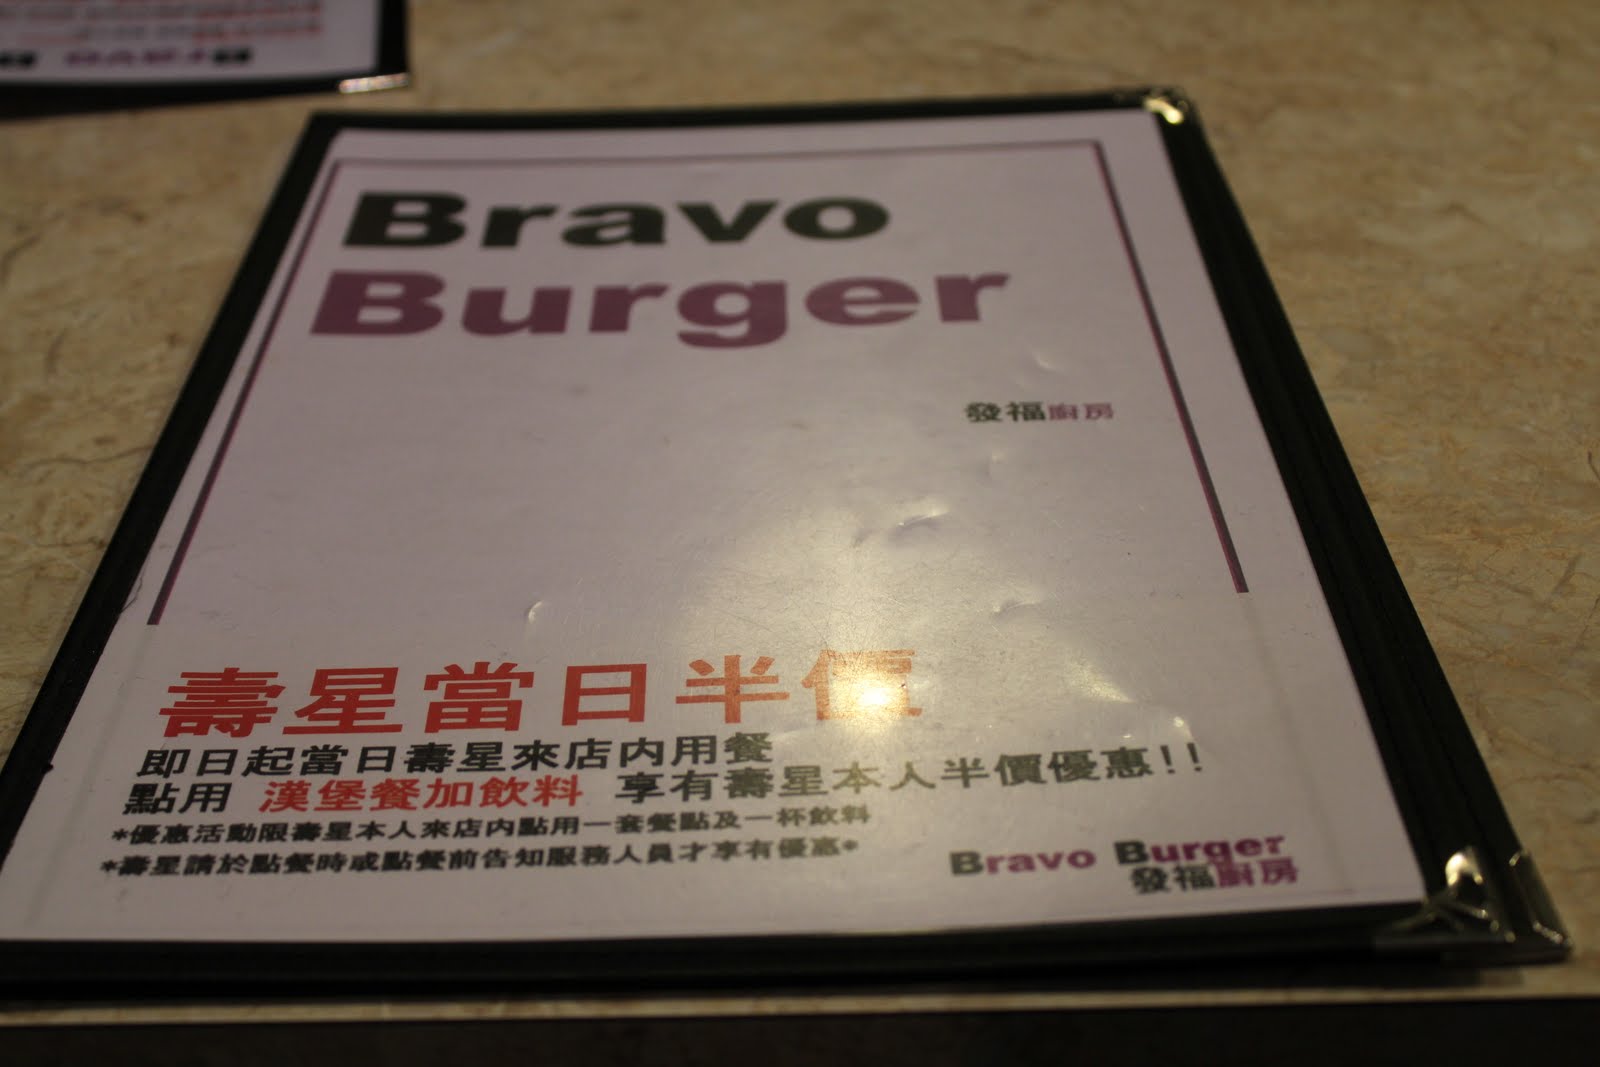 Bravo
Burger
發福廚房
壽星當日半價
即日起當日壽星來店內用餐
點用 漢堡餐加飲料 享有壽星本人半價優惠!!
*優惠活動限壽星本人來店內點用一套餐點及一杯飲料
*壽星請於點餐時或點餐前告知服務人員才享有優惠*
Bravo Burger
發福廚房